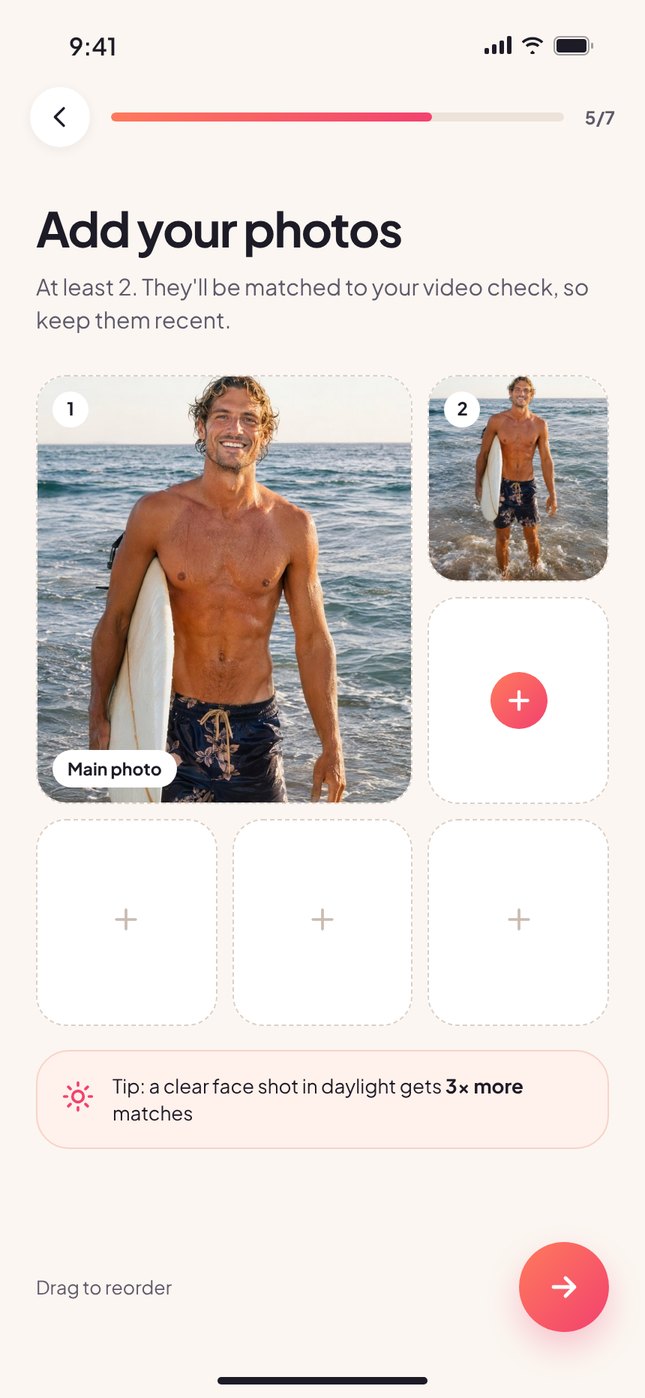 9:41
5/7
Add your photos
At least 2. They'll be matched to your video check, so
keep them recent.
1
2
Main photo
Tip: a clear face shot in daylight gets 3× more
matches
Drag to reorder